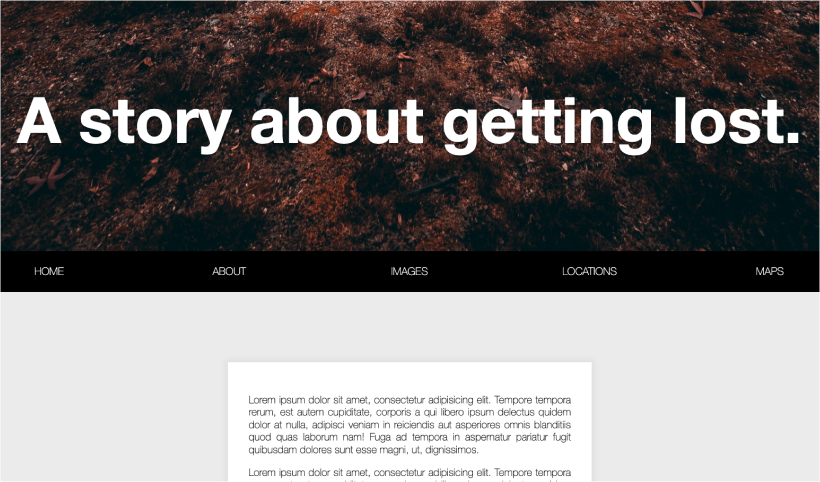 A story about getting lost.
HOME ABOUT IMAGES LOCATIONS MAPS
Lorem ipsum dolor sit amet, consectetur adipisicing elit. Tempore tempora
rerum, est autem cupiditate, corporis a qui libero ipsum delectus quidem
dolor at nulla, adipisci veniam in reiciendis aut asperiores omnis blanditiis
quod quas laborum nam! Fuga ad tempora in aspernatur pariatur fugit
quibusdam dolores sunt esse magni, ut, dignissimos.
Lorem ipsum dolor sit amet, consectetur adipisicing elit. Tempore tempora